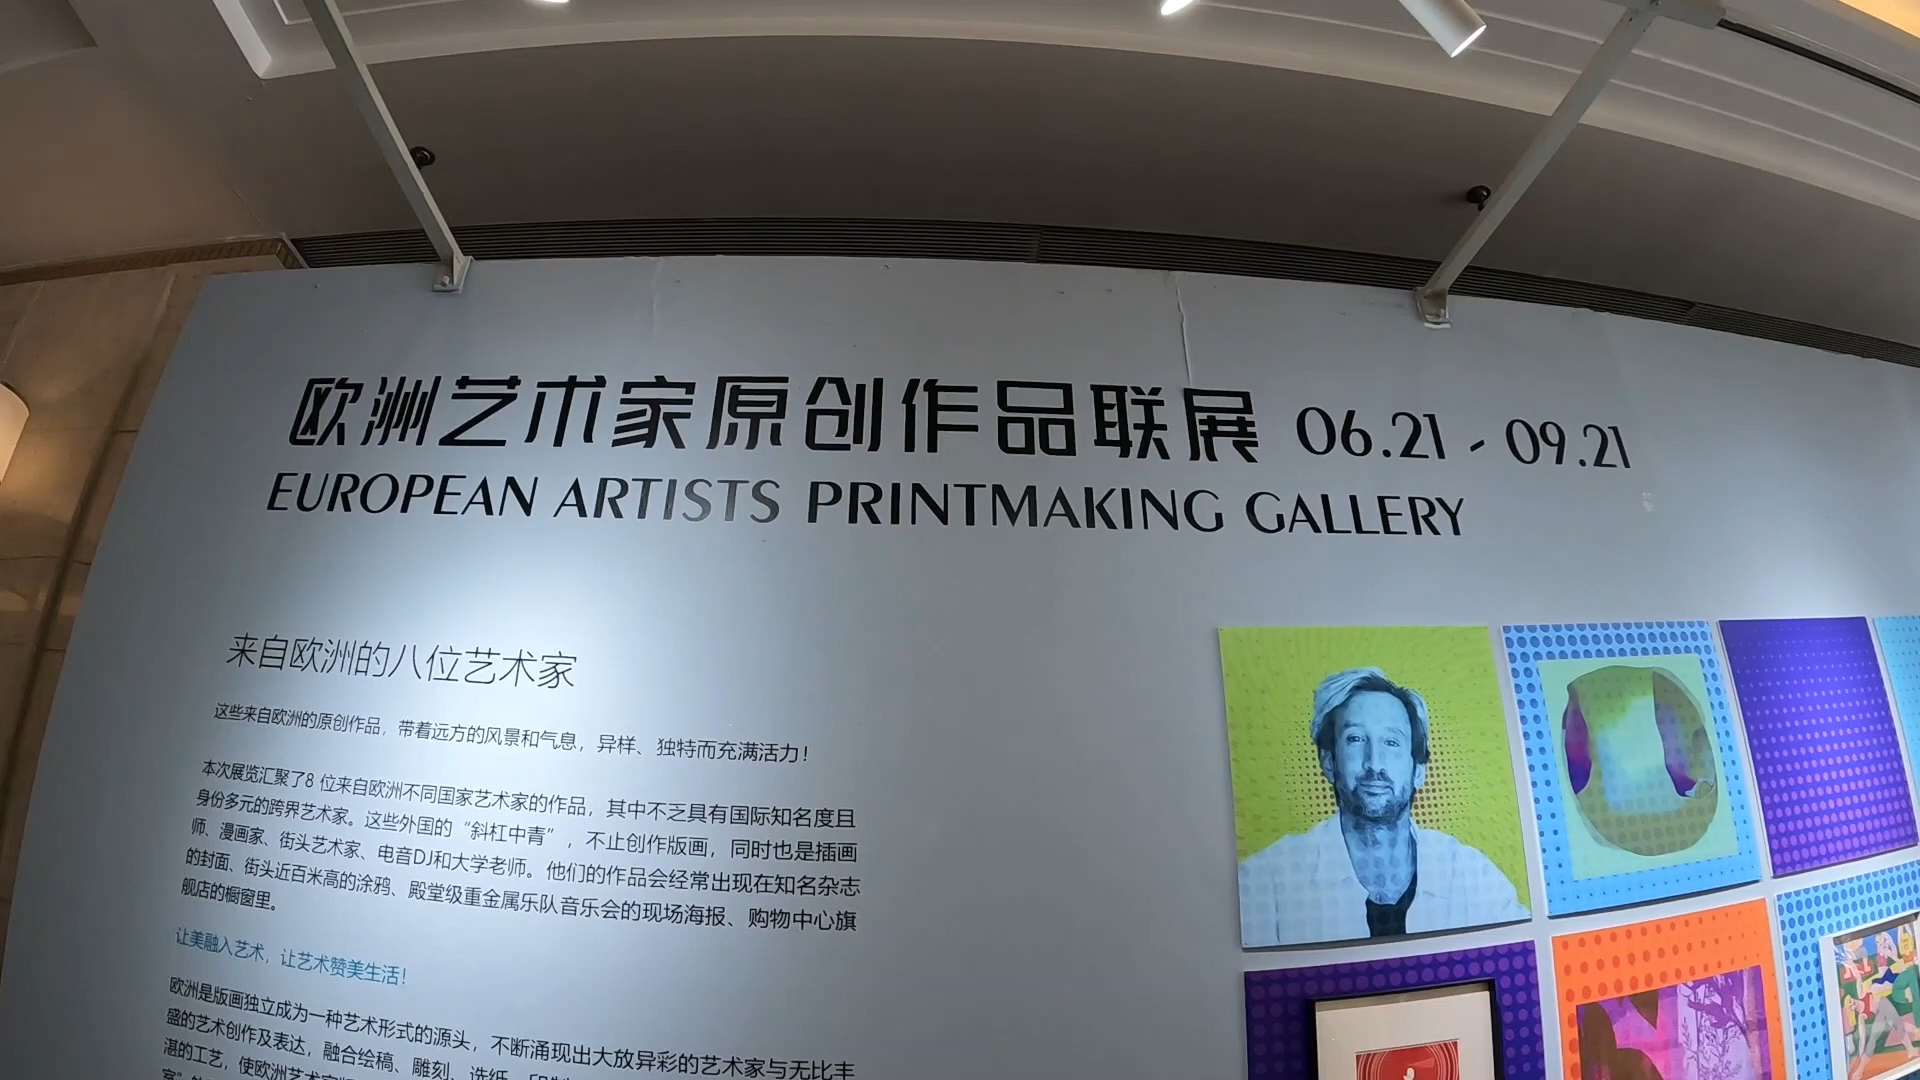 欧洲艺术家原创作品联展 06.21 - 09.21
EUROPEAN ARTISTS PRINTMAKING GALLERY
来自欧洲的八位艺术家
这些来自欧洲的原创作品，带着远方的风景和气息，异样、独特而充满活力！
本次展览汇聚了8 位来自欧洲不同国家艺术家的作品，其中不乏具有国际知名度且
身份多元的跨界艺术家。这些外国的“斜杠中青”，不止创作版画，同时也是插画
师、漫画家、街头艺术家、电音DJ和大学老师。他们的作品会经常出现在知名杂志
的封面、街头近百米高的涂鸦、殿堂级重金属乐队音乐会的现场海报、购物中心旗
舰店的橱窗里。
让美融入艺术，让艺术赞美生活！
欧洲是版画独立成为一种艺术形式的源头，不断涌现出大放异彩的艺术家与无比丰
盛的艺术创作及表达，融合绘稿、雕刻、选纸、
湛的工艺，使欧洲艺术家